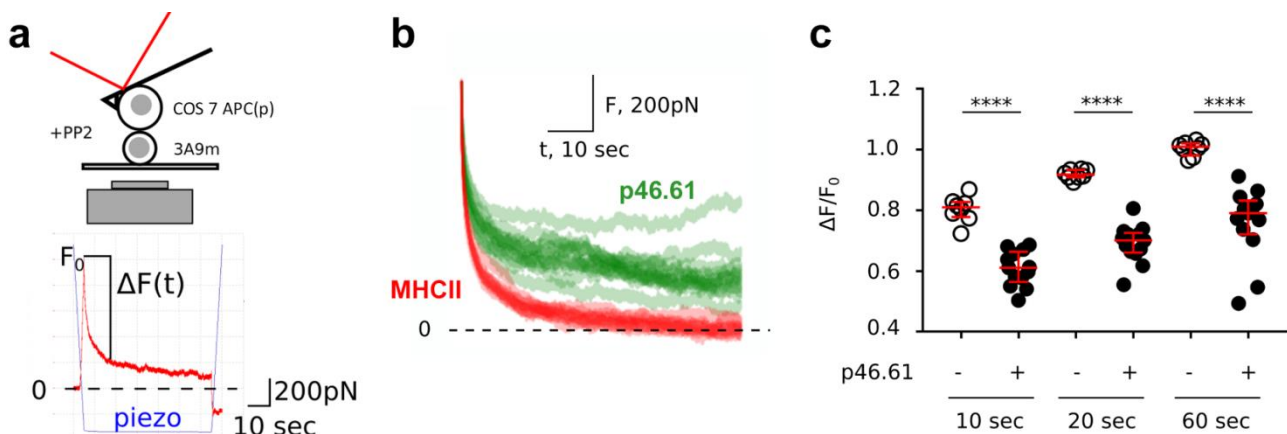 a
COS 7 APC(p)
+PP2
3A9m
F0
ΔF(t)
0
200pN
piezo
10 sec
b
F, 200pN
t, 10 sec
p46.61
MHCII
0
c
1.2
**** **** ****
1.0
ΔF/F0
0.8
0.6
0.4
p46.61 - + - + - +
10 sec 20 sec 60 sec